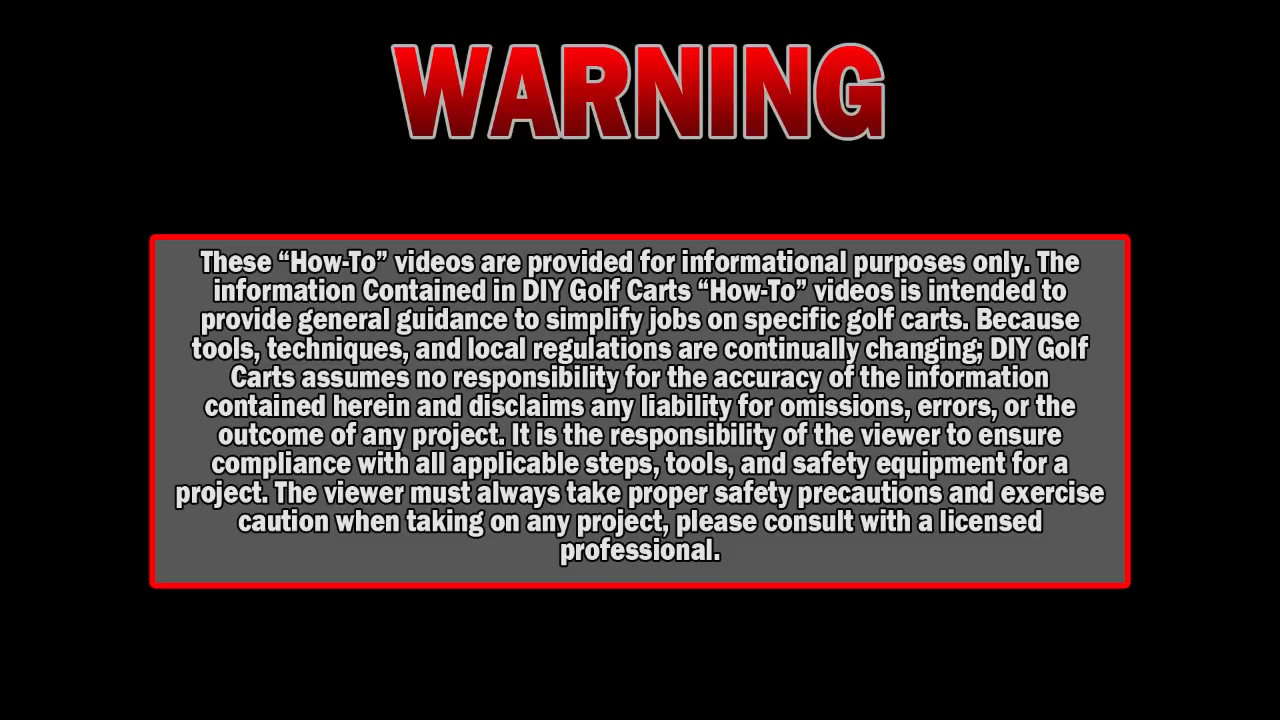 WARNING
These “How-To” videos are provided for informational purposes only. The
information Contained in DIY Golf Carts “How-To” videos is intended to
provide general guidance to simplify jobs on specific golf carts. Because
tools, techniques, and local regulations are continually changing; DIY Golf
Carts assumes no responsibility for the accuracy of the information
contained herein and disclaims any liability for omissions, errors, or the
outcome of any project. It is the responsibility of the viewer to ensure
compliance with all applicable steps, tools, and safety equipment for a
project. The viewer must always take proper safety precautions and exercise
caution when taking on any project, please consult with a licensed
professional.